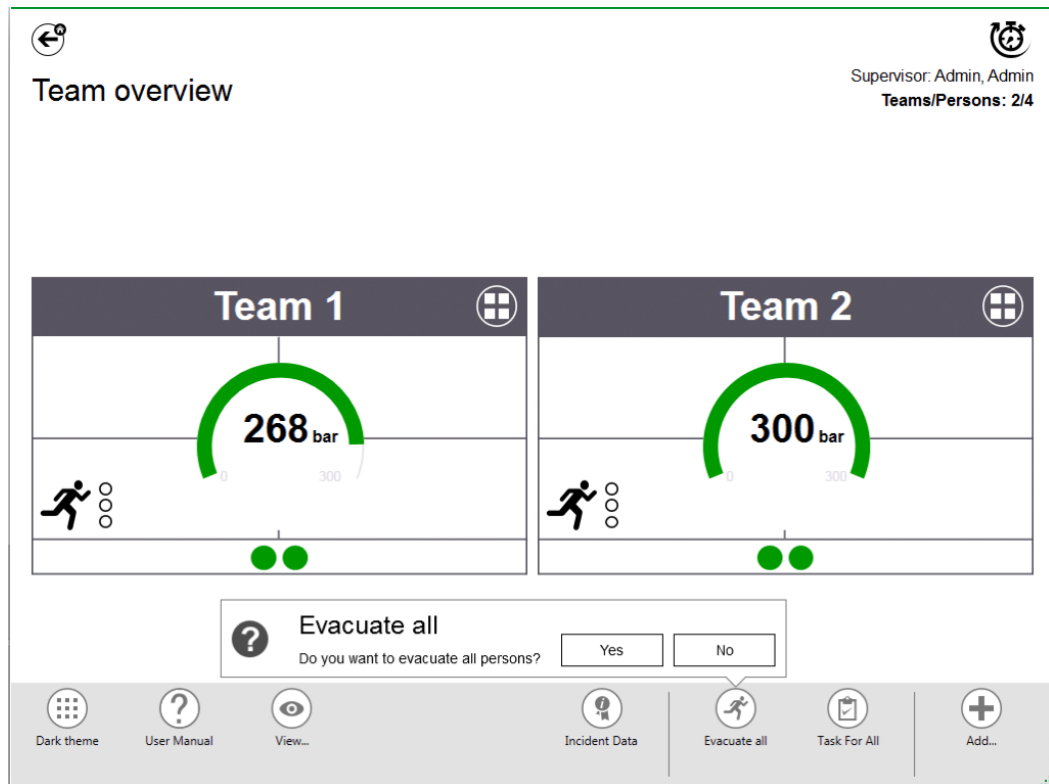 Supervisor: Admin, Admin
Team overview
Teams/Persons: 2/4
Team 1
Team 2
268 bar
0 300
300 bar
0 300
Evacuate all
Do you want to evacuate all persons?
Yes
No
Dark theme
User Manual
View...
Incident Data
Evacuate all
Task For All
Add...